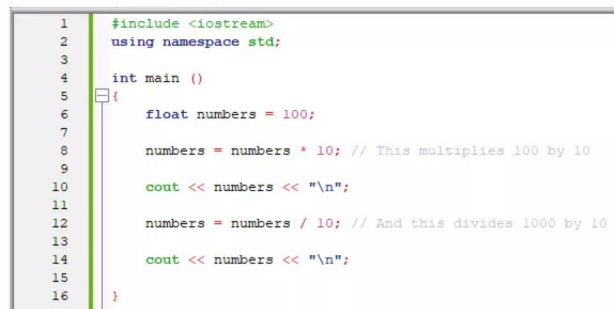 1 #include <iostream>
2 using namespace std;
3
4 int main ()
5 {
6 float numbers = 100;
7
8 numbers = numbers * 10; // This multiplies 100 by 10
9
10 cout << numbers << "\n";
11
12 numbers = numbers / 10; // And this divides 1000 by 10
13
14 cout << numbers << "\n";
15
16 }